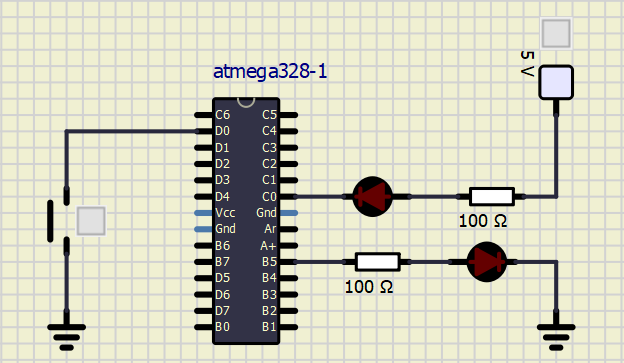 5 V
atmega328-1
C6 C5
D0 C4
D1 C3
D2 C2
D3 C1
D4 C0
Vcc Gnd
Gnd Ar
B6 A+
B7 B5
D5 B4
D6 B3
D7 B2
B0 B1
100 Ω
100 Ω